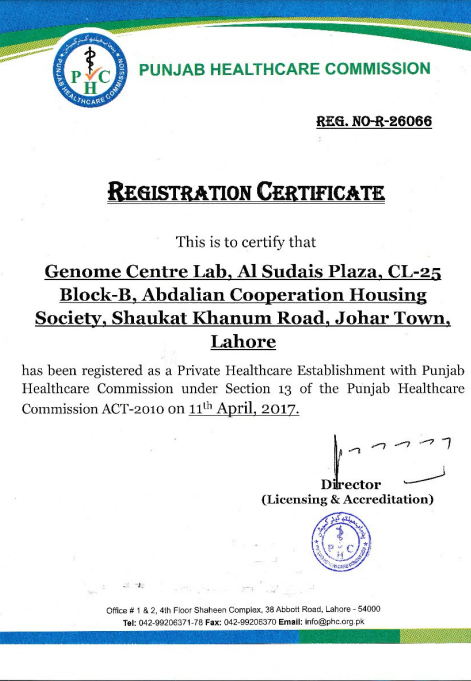 PUNJAB HEALTHCARE COMMISSION
P H C
PUNJAB HEALTHCARE COMMISSION
REG. NO-R-26066
REGISTRATION CERTIFICATE
This is to certify that
Genome Centre Lab, Al Sudais Plaza, CL-25
Block-B, Abdalian Cooperation Housing
Society, Shaukat Khanum Road, Johar Town,
Lahore
has been registered as a Private Healthcare Establishment with Punjab
Healthcare Commission under Section 13 of the Punjab Healthcare
Commission ACT-2010 on 11th April, 2017.
Director
(Licensing & Accreditation)
P H C
Office # 1 & 2, 4th Floor Shaheen Complex, 38 Abbott Road, Lahore - 54000
Tel: 042-99206371-78 Fax: 042-99206370 Email: info@phc.org.pk